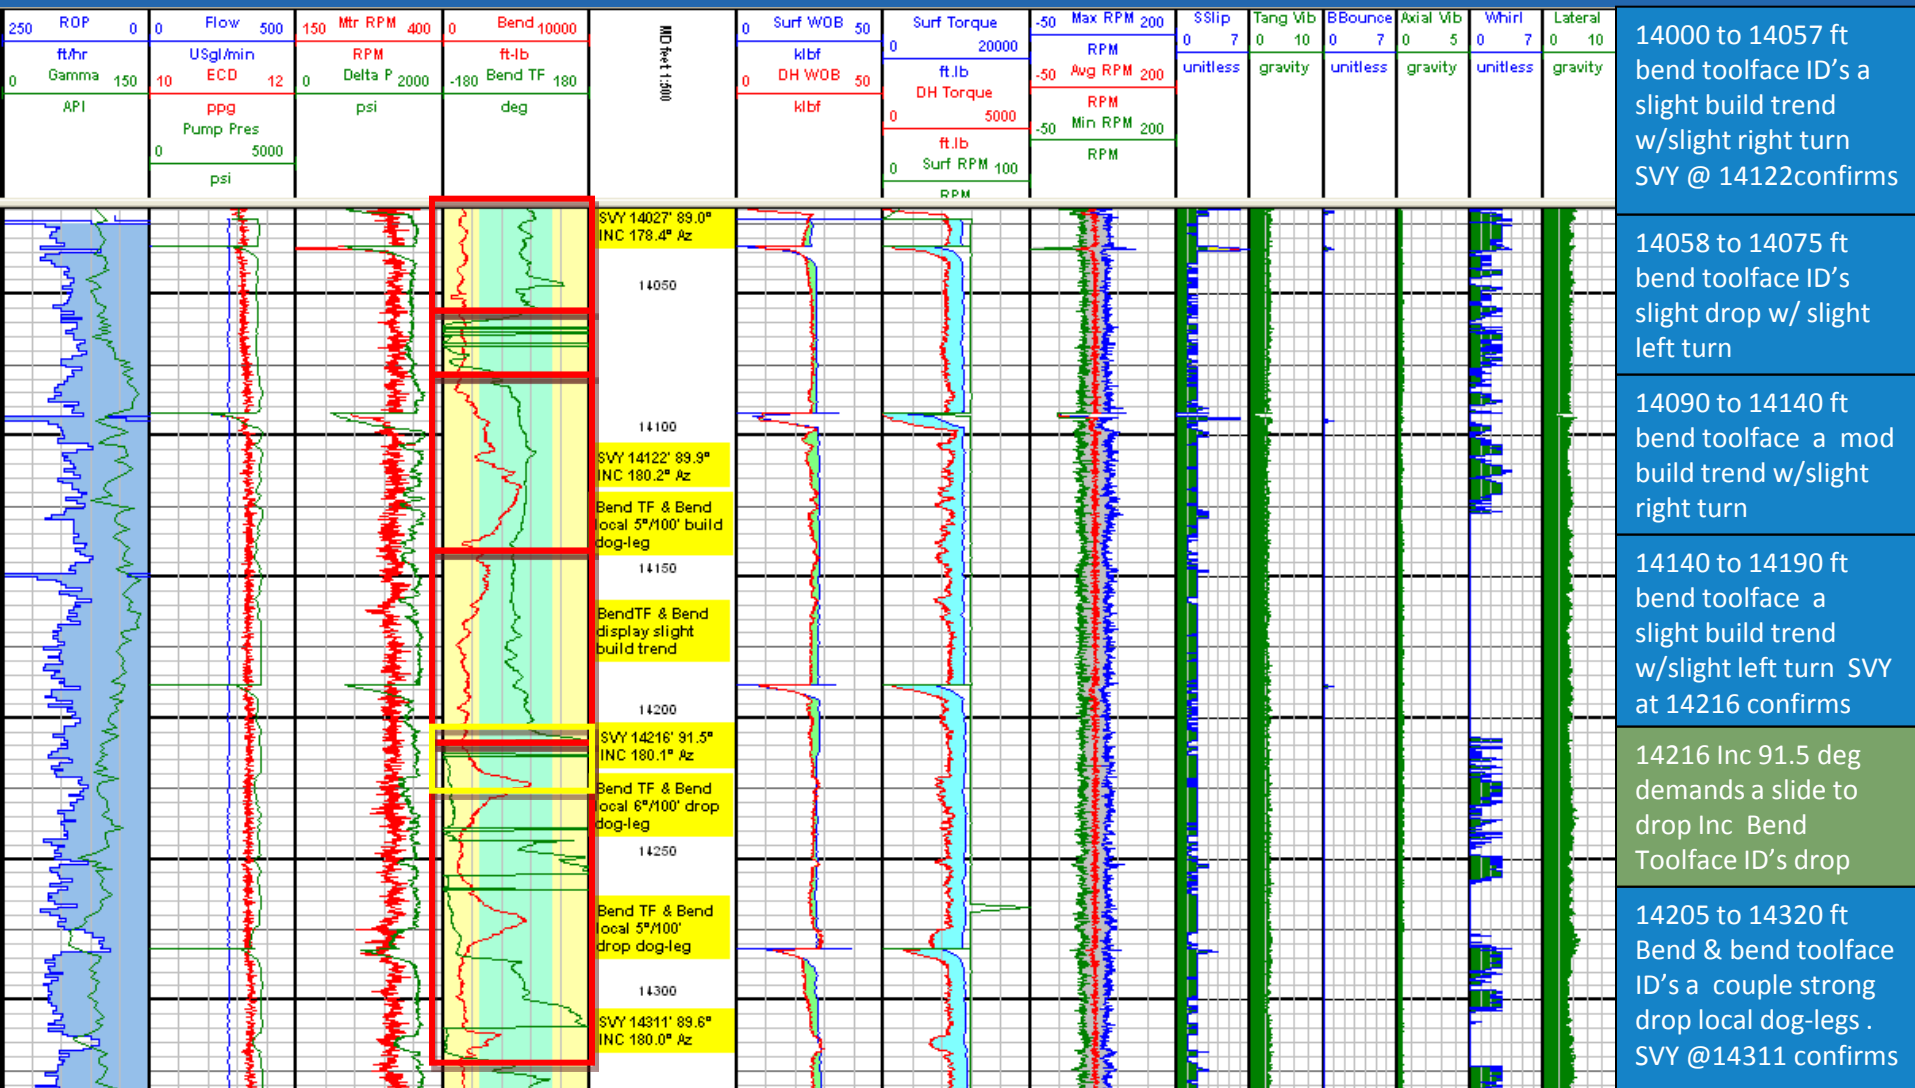 ROP
250 0
ft/hr
Gamma
0 150
API
Flow
0 500
USgl/min
ECD
10 12
ppg
Pump Pres
0 5000
psi
Mtr RPM
150 400
RPM
Delta P
0 2000
psi
Bend
0 10000
ft-lb
Bend TF
-180 180
deg
MD feet 1:500
Surf WOB
0 50
klbf
DH WOB
0 50
klbf
Surf Torque
0 20000
ft.lb
DH Torque
0 5000
ft.lb
Surf RPM
0 100
RPM
Max RPM
-50 200
RPM
Avg RPM
-50 200
RPM
Min RPM
-50 200
RPM
SSlip
0 7
unitless
Tang Vib
0 10
gravity
BBounce
0 7
unitless
Axial Vib
0 5
gravity
Whirl
0 7
unitless
Lateral
0 10
gravity
SVY 14027' 89.0°
INC 178.4° Az
14050
14100
SVY 14122' 89.9°
INC 180.2° Az
Bend TF & Bend
local 5°/100' build
dog-leg
14150
BendTF & Bend
display slight
build trend
14200
SVY 14216' 91.5°
INC 180.1° Az
Bend TF & Bend
local 6°/100' drop
dog-leg
14250
Bend TF & Bend
local 5°/100'
drop dog-leg
14300
SVY 14311' 89.6°
INC 180.0° Az
14000 to 14057 ft
bend toolface ID's a
slight build trend
w/slight right turn
SVY @ 14122confirms
14058 to 14075 ft
bend toolface ID's
slight drop w/ slight
left turn
14090 to 14140 ft
bend toolface a mod
build trend w/slight
right turn
14140 to 14190 ft
bend toolface a
slight build trend
w/slight left turn SVY
at 14216 confirms
14216 Inc 91.5 deg
demands a slide to
drop Inc Bend
Toolface ID's drop
14205 to 14320 ft
Bend & bend toolface
ID's a couple strong
drop local dog-legs .
SVY @14311 confirms